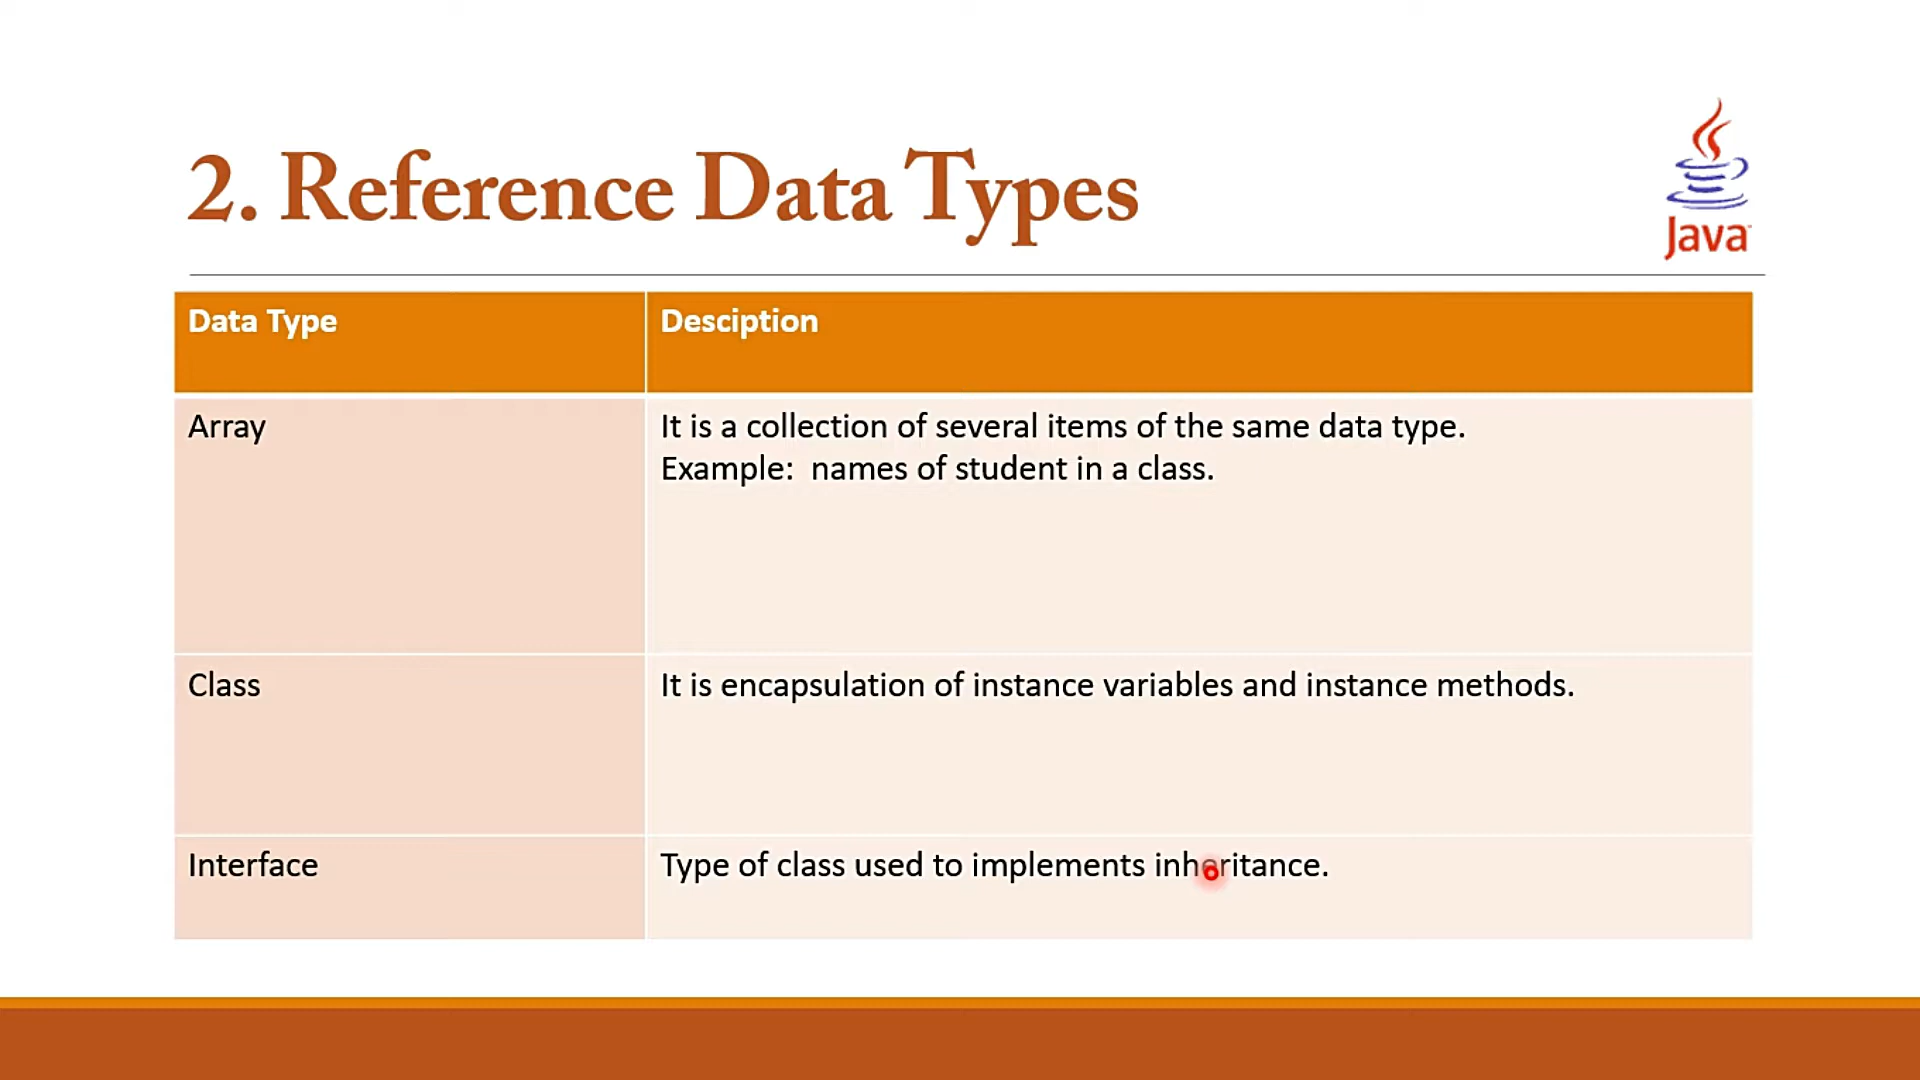 2. Reference Data Types
Java
Data Type
Desciption
Array
It is a collection of several items of the same data type.
Example:  names of student in a class.
Class
It is encapsulation of instance variables and instance methods.
Interface
Type of class used to implements inheritance.